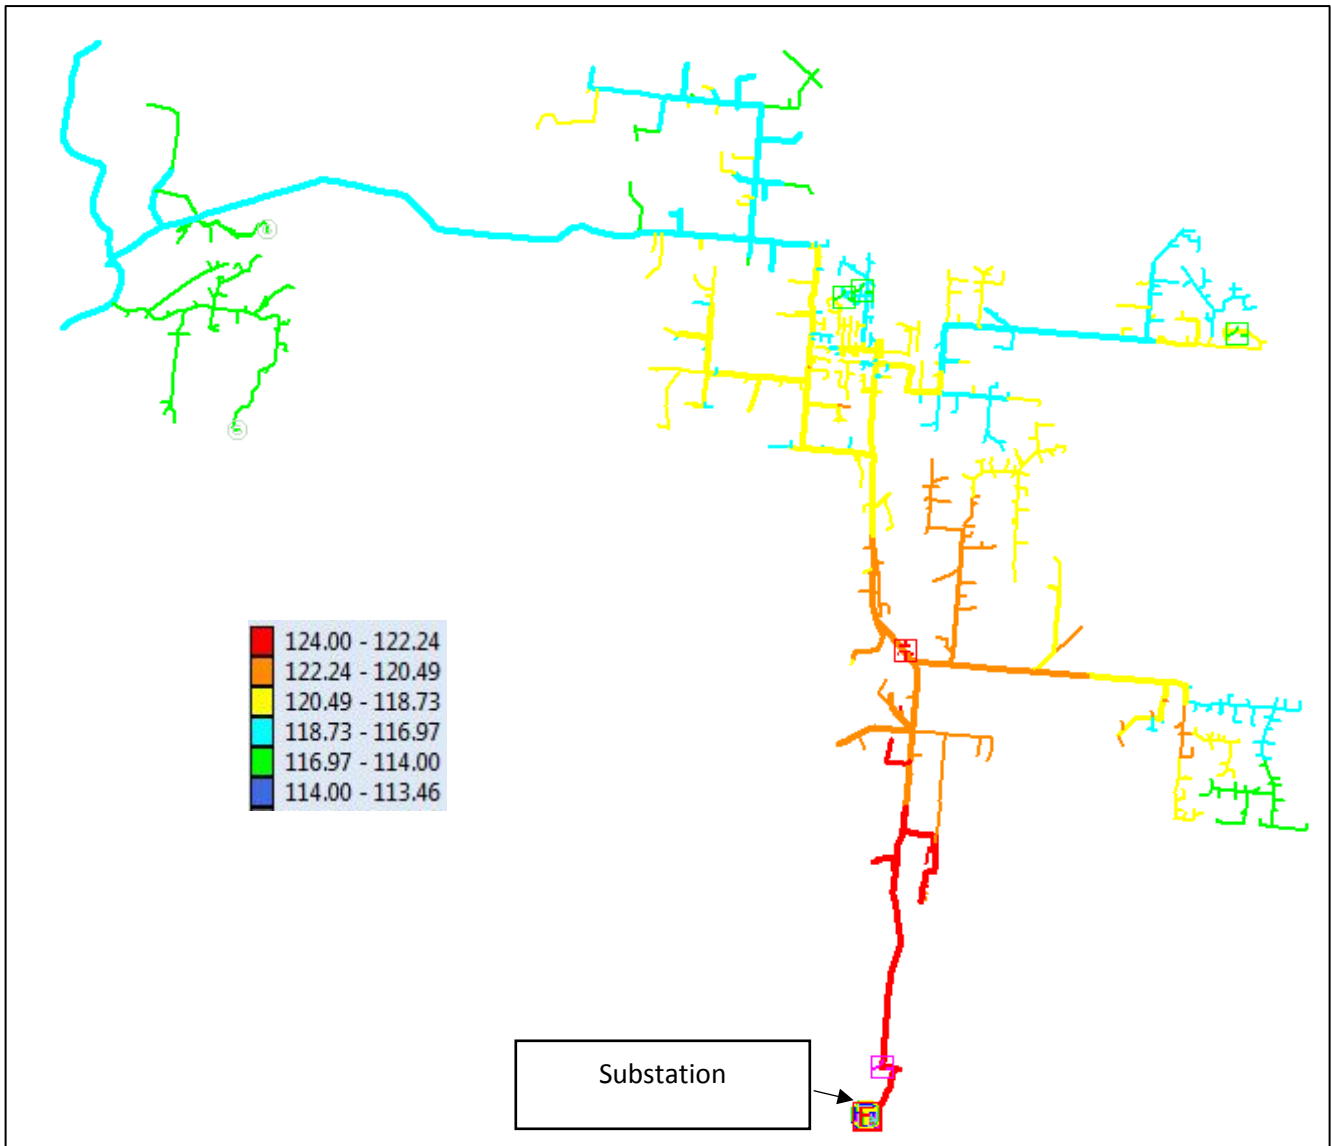 124.00 - 122.24
122.24 - 120.49
120.49 - 118.73
118.73 - 116.97
116.97 - 114.00
114.00 - 113.46
Substation